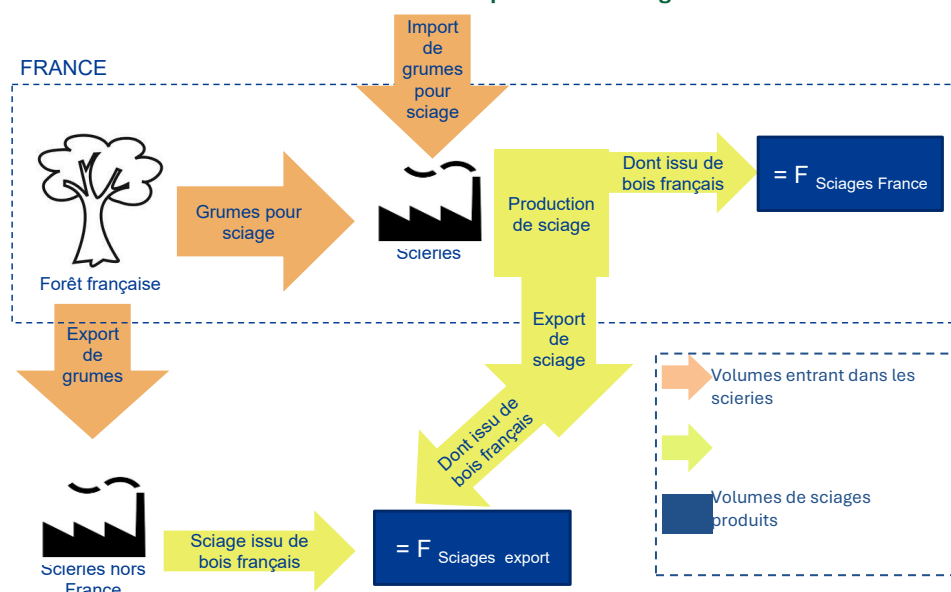 Import
de
grumes
pour
sciage
FRANCE
Grumes pour
sciage
Forêt française
Scieries
Production
de sciage
Dont issu de
bois français
= F Sciages France
Export
de
grumes
Export
de
sciage
Dont issu de
bois français
Scieries hors
France
Sciage issu de
bois français
= F Sciages export
Volumes entrant dans les
scieries
Volumes de sciages
produits